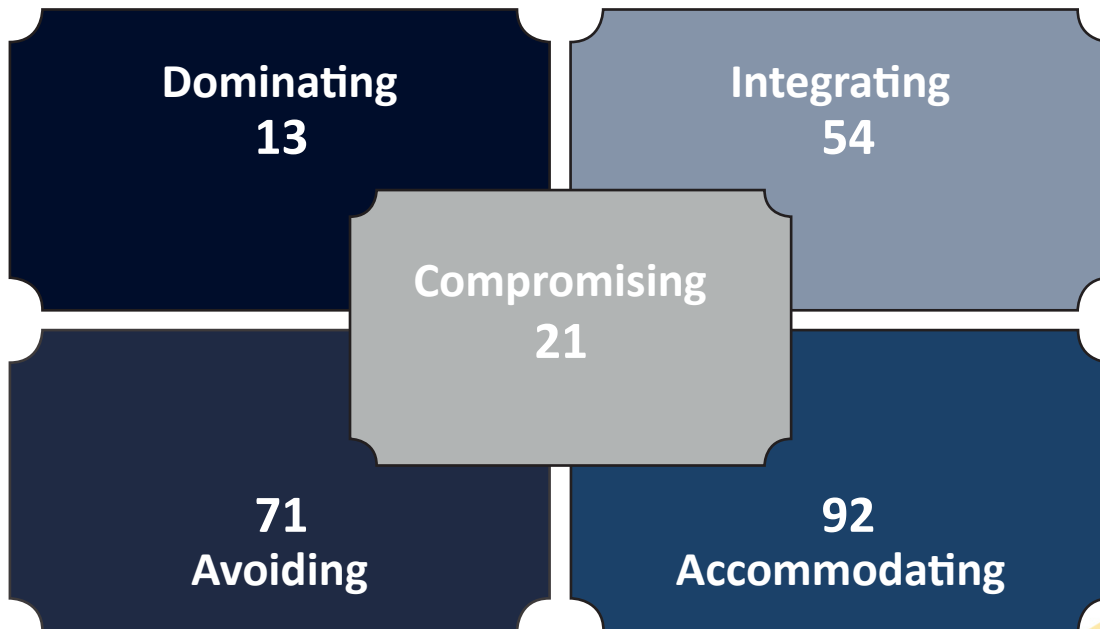 Dominating
13
Integrating
54
Compromising
21
71
Avoiding
92
Accommodating